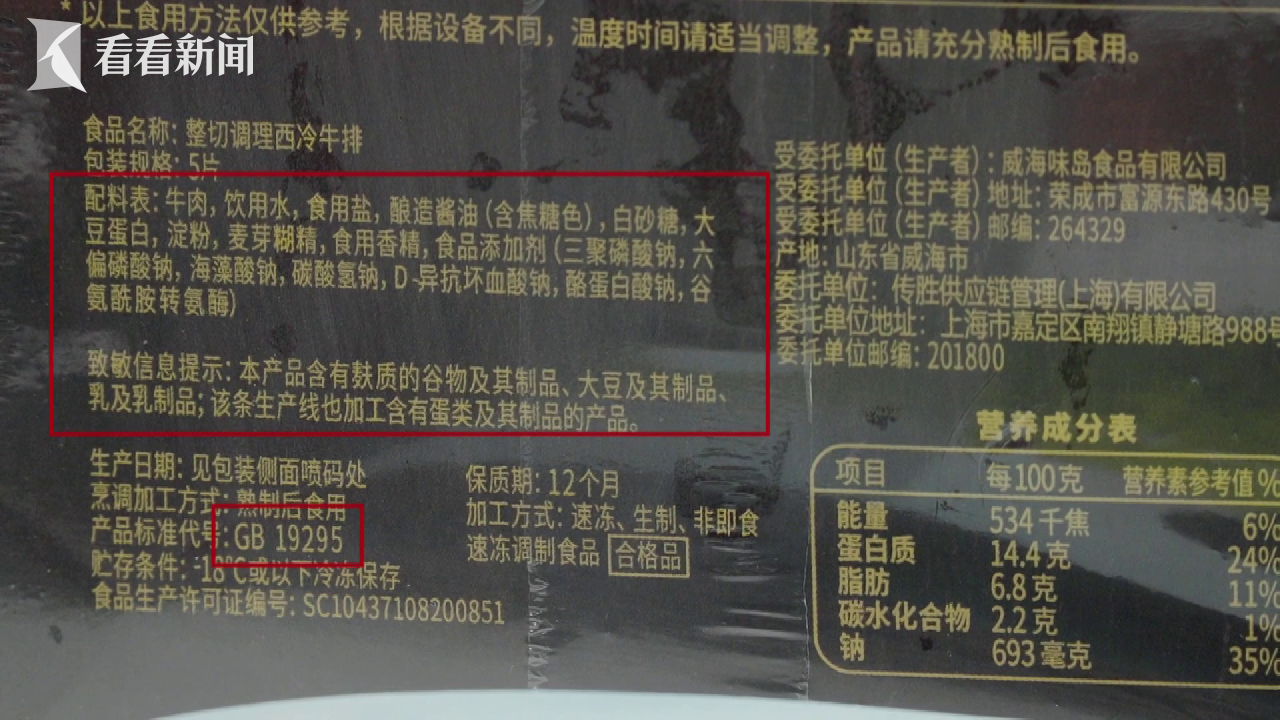 *以上食用方法仅供参考，根据设备不同，温度时间请适当调整，产品请充分熟制后食用。
看看新闻
食品名称：整切调理西冷牛排
包装规格：5片
配料表：牛肉，饮用水，食用盐，酿造酱油(含焦糖色)，白砂糖，大
豆蛋白，淀粉，麦芽糊精，食用香精，食品添加剂(三聚磷酸钠，六
偏磷酸钠，海藻酸钠，碳酸氢钠，D-异抗坏血酸钠，酪蛋白酸钠，谷
氨酰胺转氨酶)
致敏信息提示：本产品含有麸质的谷物及其制品、大豆及其制品、
乳及乳制品；该条生产线也加工含有蛋类及其制品的产品。
生产日期：见包装侧面喷码处
烹调加工方式：熟制后食用
产品标准代号：GB 19295
贮存条件：-18℃或以下冷冻保存
食品生产许可证编号：SC10437108200851
保质期：12个月
加工方式：速冻、生制、非即食
速冻调制食品 合格品
受委托单位(生产者)：威海味岛食品有限公司
受委托单位(生产者)地址：荣成市富源东路430号
受委托单位(生产者)邮编：264329
产地：山东省威海市
委托单位：传胜供应链管理(上海)有限公司
委托单位地址：上海市嘉定区南翔镇静塘路988号
委托单位邮编：201800
营养成分表
项目 每100克 营养素参考值%
能量 534千焦 6%
蛋白质 14.4克 24%
脂肪 6.8克 11%
碳水化合物 2.2克 1%
钠 693毫克 35%